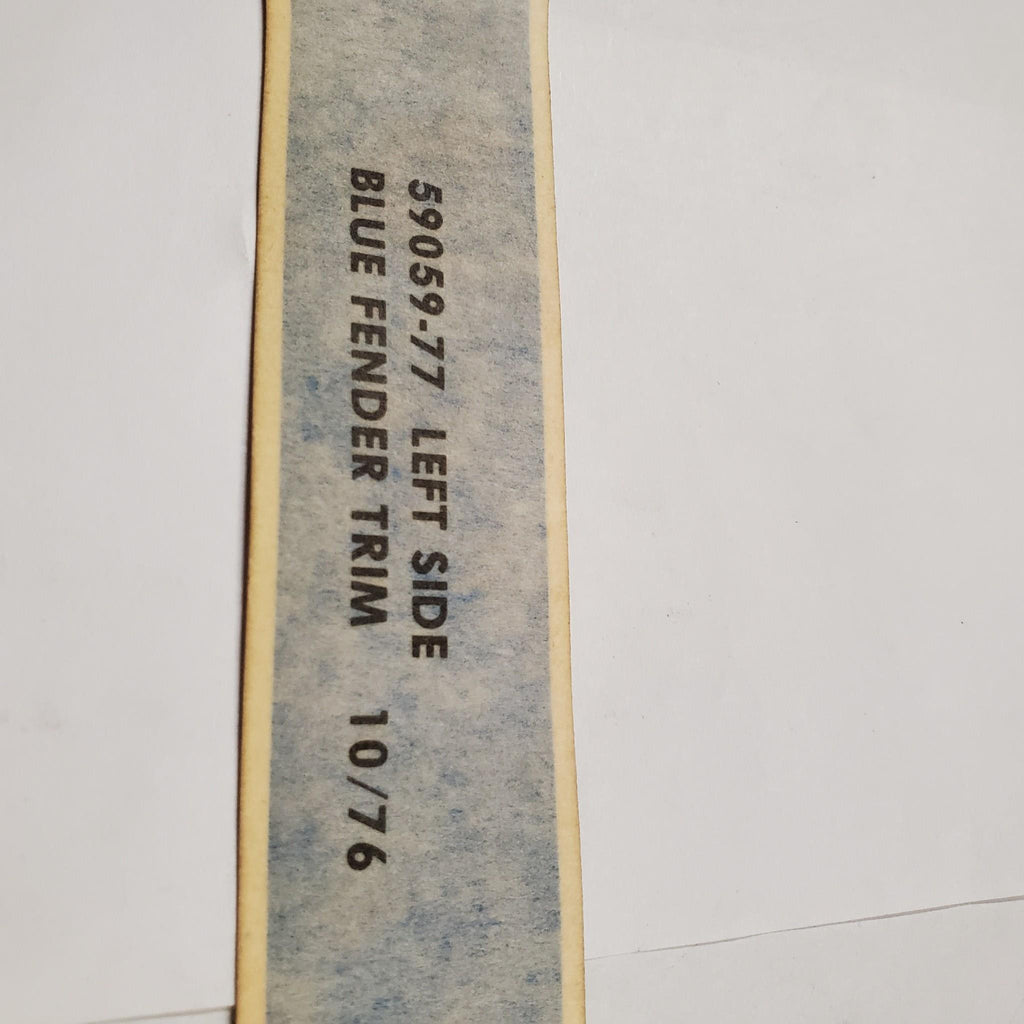 59059-77 LEFT SIDE
BLUE FENDER TRIM 10/76